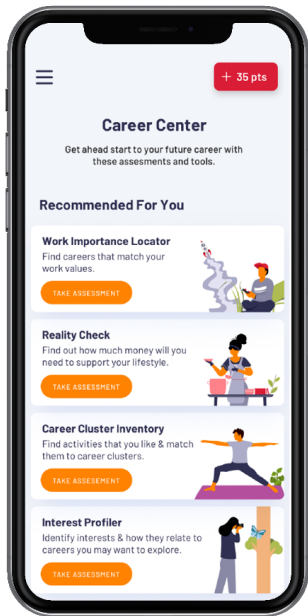 + 35 pts
Career Center
Get ahead start to your future career with
these assesments and tools.
Recommended For You
Work Importance Locator
Find careers that match your
work values.
TAKE ASSESSMENT
Reality Check
Find out how much money will you
need to support your lifestyle.
TAKE ASSESSMENT
Career Cluster Inventory
Find activities that you like & match
them to career clusters.
TAKE ASSESSMENT
Interest Profiler
Identify interests & how they relate to
careers you may want to explore.
TAKE ASSESSMENT